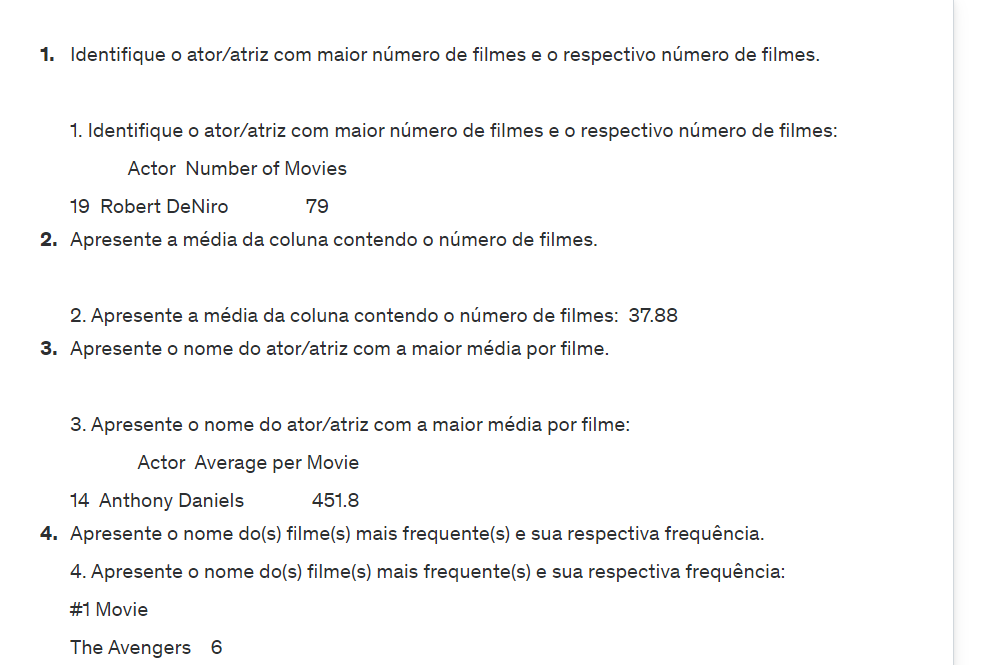 1. Identifique o ator/atriz com maior número de filmes e o respectivo número de filmes.
1. Identifique o ator/atriz com maior número de filmes e o respectivo número de filmes:
Actor Number of Movies
19 Robert DeNiro 79
2. Apresente a média da coluna contendo o número de filmes.
2. Apresente a média da coluna contendo o número de filmes: 37.88
3. Apresente o nome do ator/atriz com a maior média por filme.
3. Apresente o nome do ator/atriz com a maior média por filme:
Actor Average per Movie
14 Anthony Daniels 451.8
4. Apresente o nome do(s) filme(s) mais frequente(s) e sua respectiva frequência.
4. Apresente o nome do(s) filme(s) mais frequente(s) e sua respectiva frequência:
#1 Movie
The Avengers 6